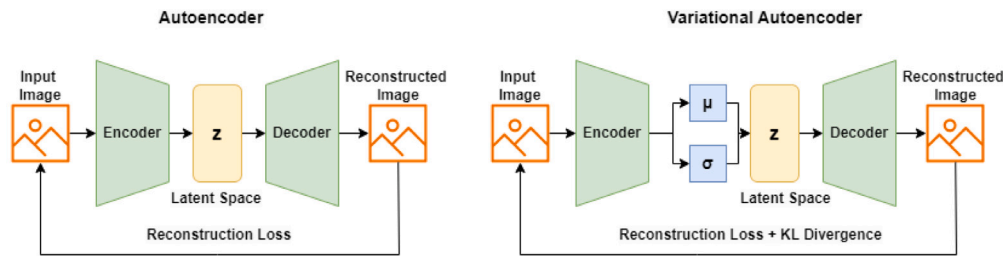 Autoencoder
Input
Image
Encoder
z
Latent Space
Decoder
Reconstructed
Image
Reconstruction Loss
Variational Autoencoder
Input
Image
Encoder
μ
σ
z
Latent Space
Decoder
Reconstructed
Image
Reconstruction Loss + KL Divergence